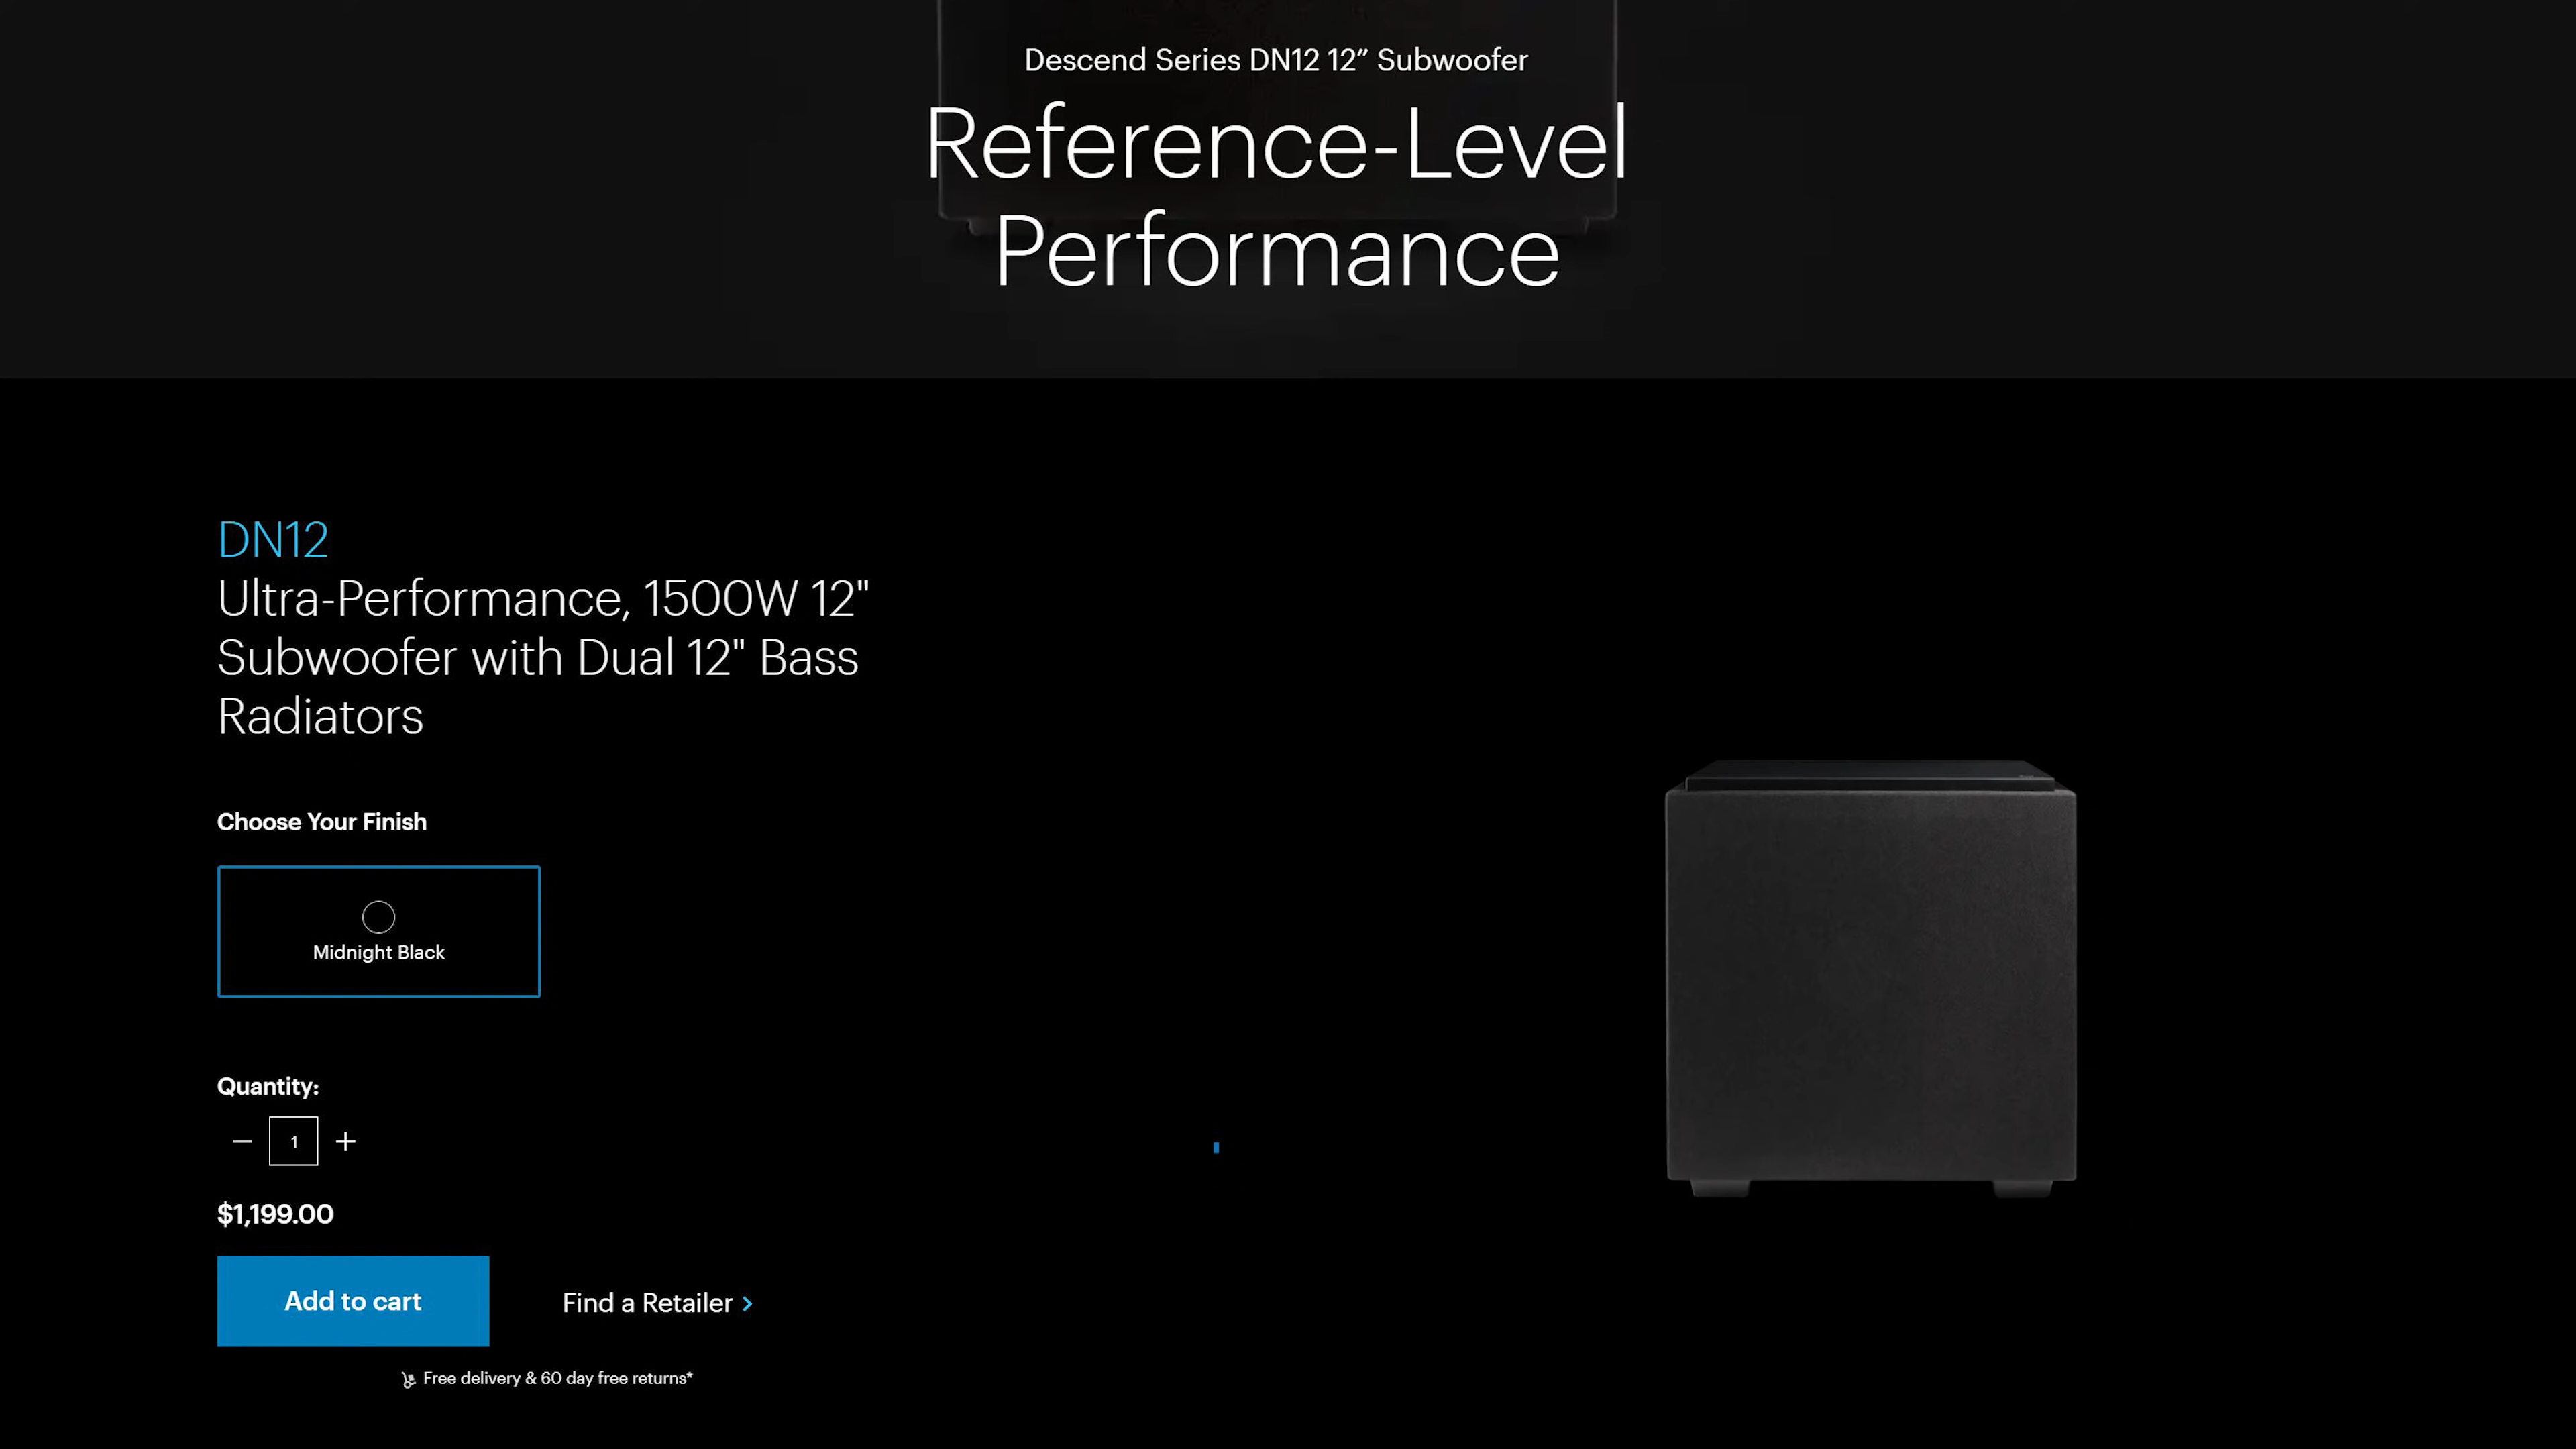 Descend Series DN12 12″ Subwoofer
Reference-Level
Performance
DN12
Ultra-Performance, 1500W 12"
Subwoofer with Dual 12" Bass
Radiators
Choose Your Finish
Midnight Black
Quantity:
− 1 +
$1,199.00
Add to cart
Find a Retailer >
Free delivery & 60 day free returns*